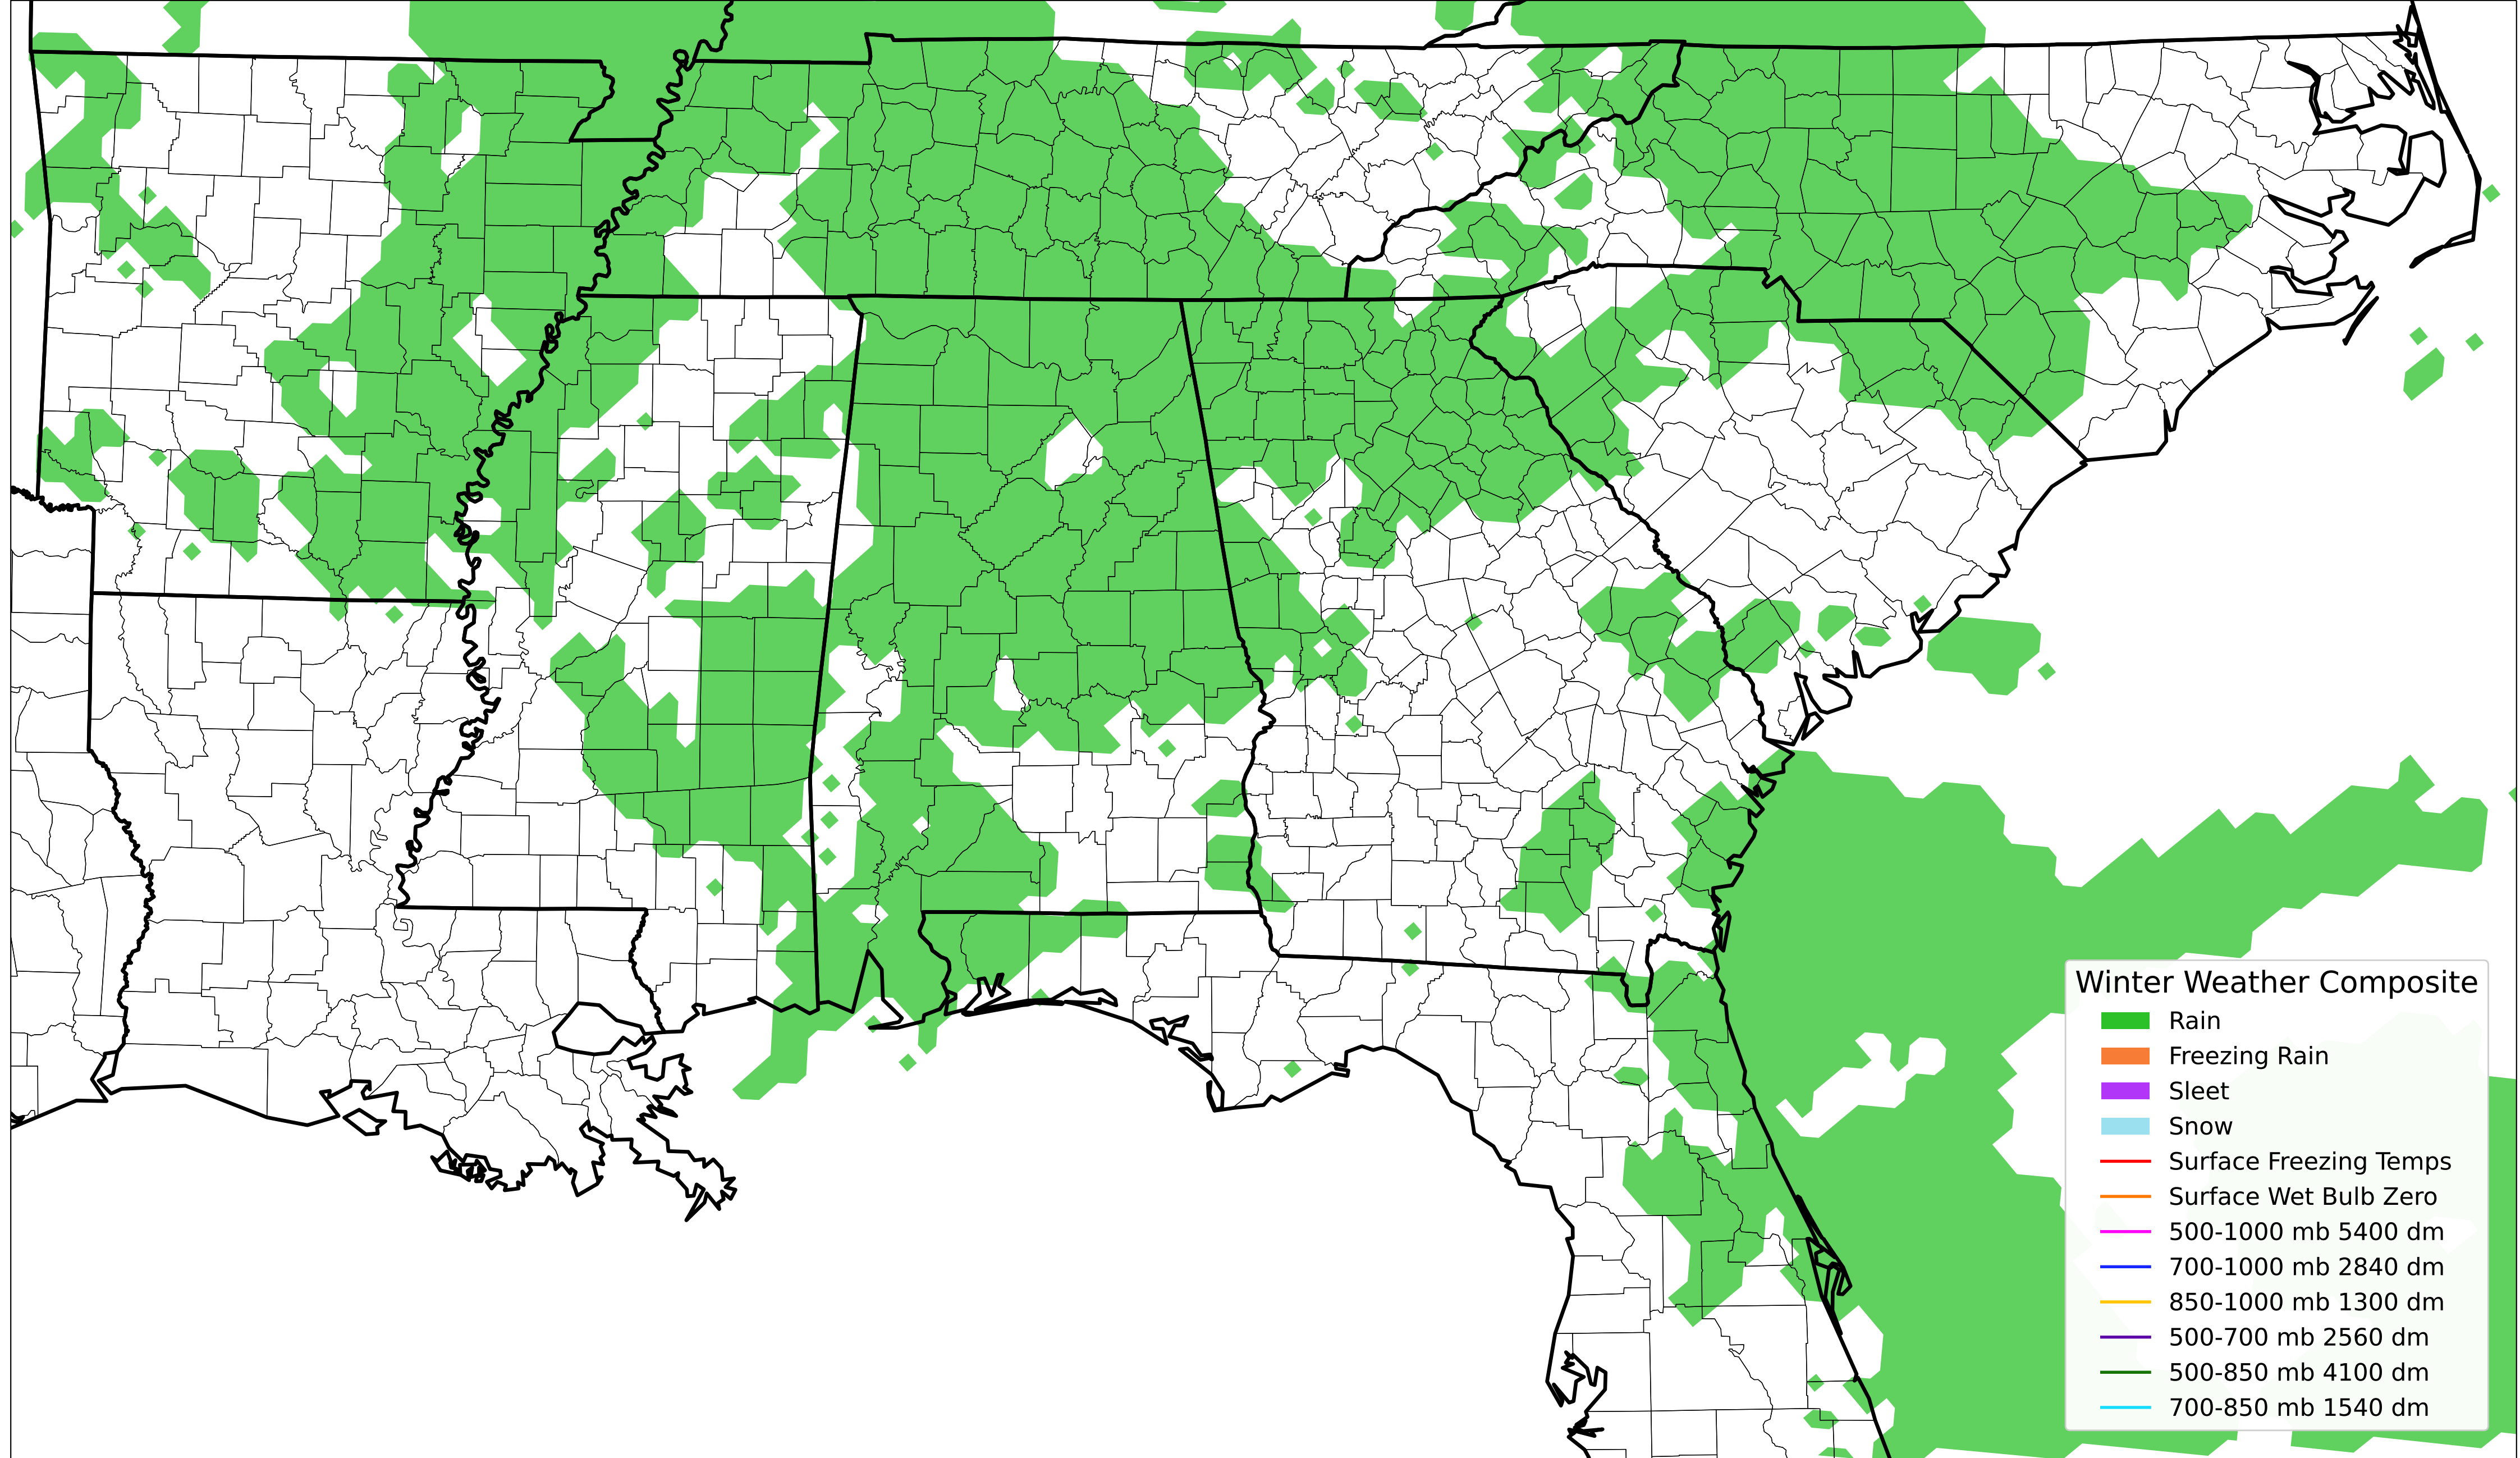 Winter Weather Composite
Rain
Freezing Rain
Sleet
Snow
Surface Freezing Temps
Surface Wet Bulb Zero
500-1000 mb 5400 dm
700-1000 mb 2840 dm
850-1000 mb 1300 dm
500-700 mb 2560 dm
500-850 mb 4100 dm
700-850 mb 1540 dm